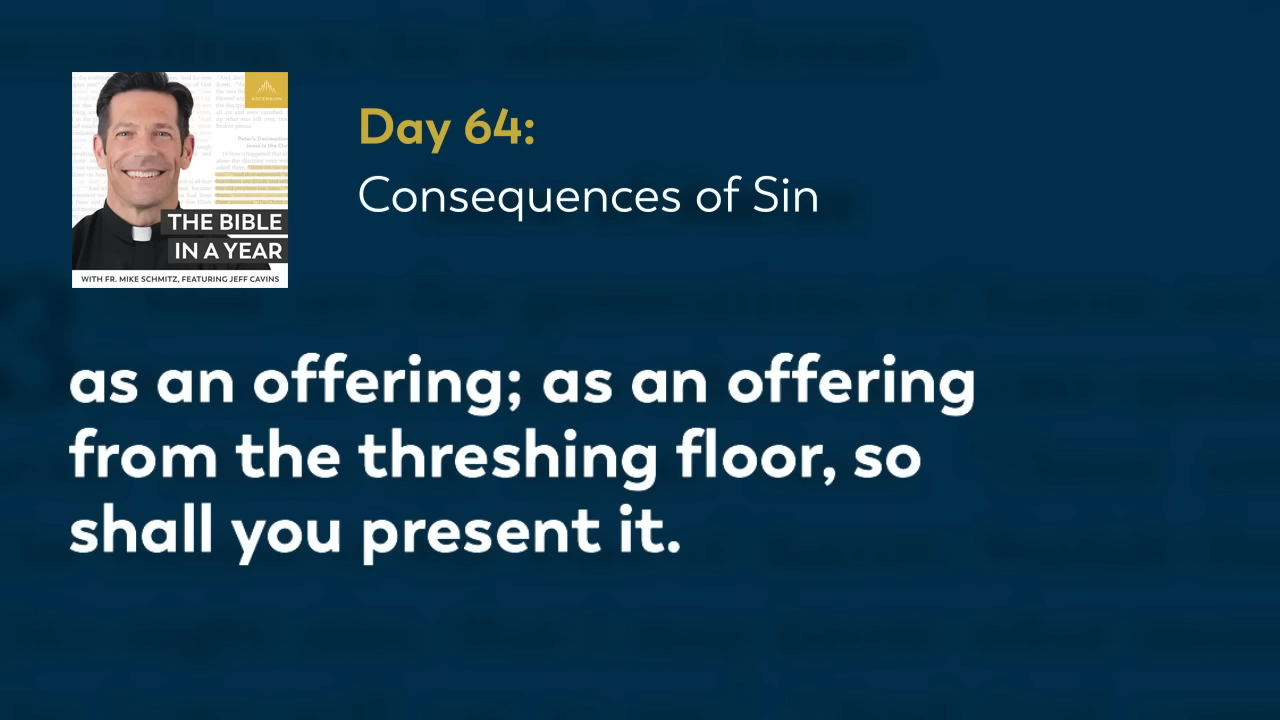 ASCENSION
THE BIBLE
IN A YEAR
WITH FR. MIKE SCHMITZ, FEATURING JEFF CAVINS
Day 64:
Consequences of Sin
as an offering; as an offering
from the threshing floor, so
shall you present it.